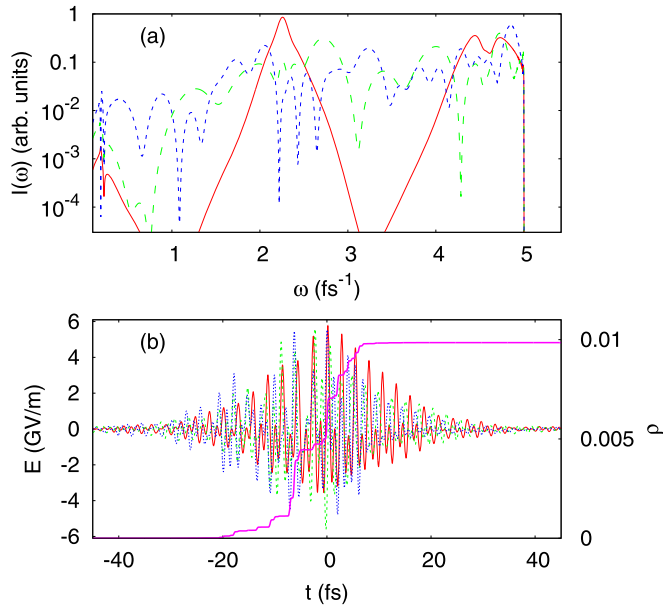 (a)
I(ω) (arb. units)
1
0.1
10⁻²
10⁻³
10⁻⁴
1 2 3 4 5
ω (fs⁻¹)
(b)
E (GV/m)
6
4
2
0
-2
-4
-6
0.01
0.005
0
ρ
-40 -20 0 20 40
t (fs)